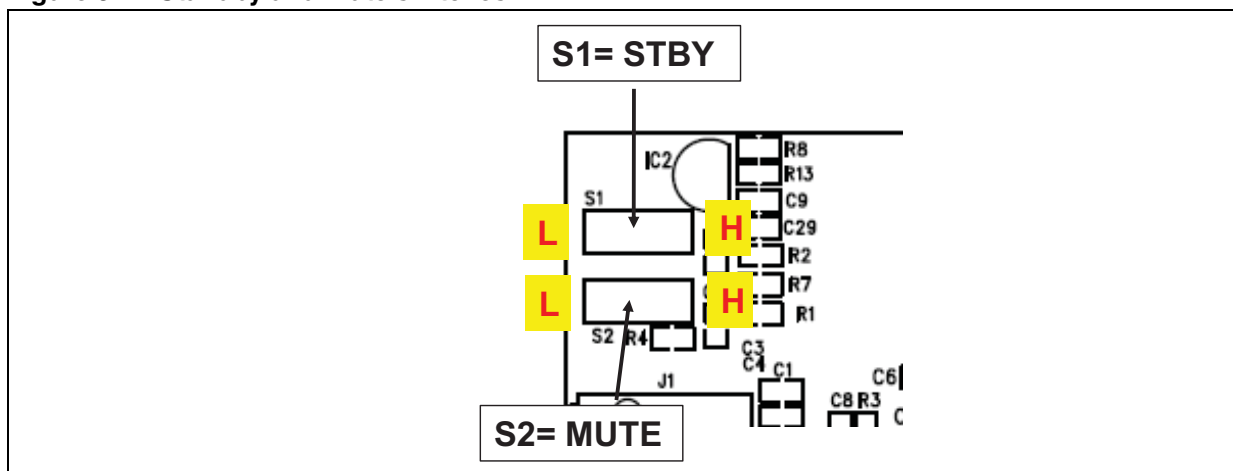 S1= STBY
IC2
R8
R13
S1
C9
L
H
C29
R2
L
H
R7
R1
S2 R4
C3
C4
C1
J1
C6
C8 R3
S2= MUTE